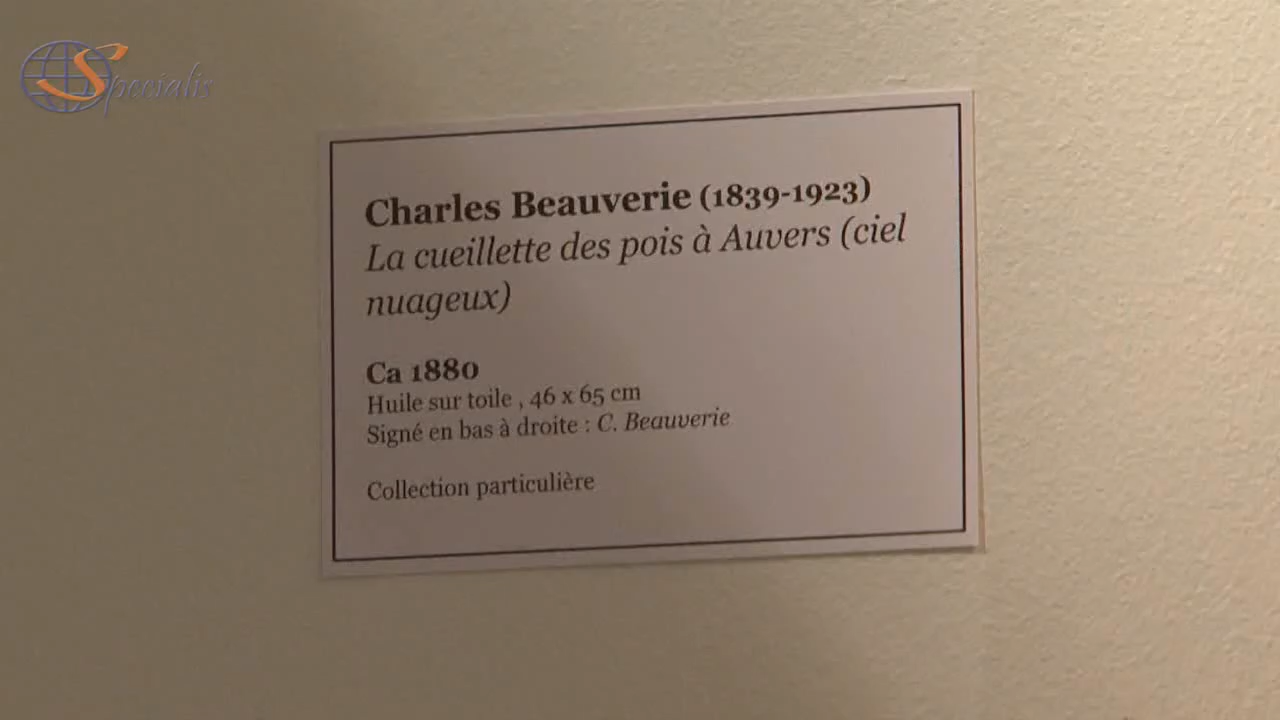 Specialis
Charles Beauverie (1839-1923)
La cueillette des pois à Auvers (ciel
nuageux)
Ca 1880
Huile sur toile , 46 x 65 cm
Signé en bas à droite : C. Beauverie
Collection particulière